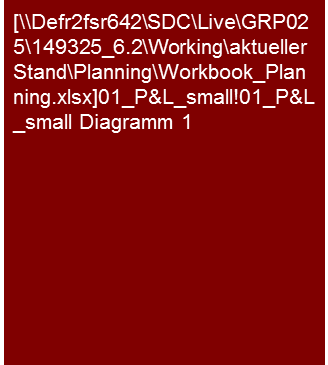 [\\Defr2fsr642\SDC\Live\GRP02
5\149325_6.2\Working\aktueller
Stand\Planning\Workbook_Plan
ning.xlsx]01_P&L_small!01_P&L
_small Diagramm 1